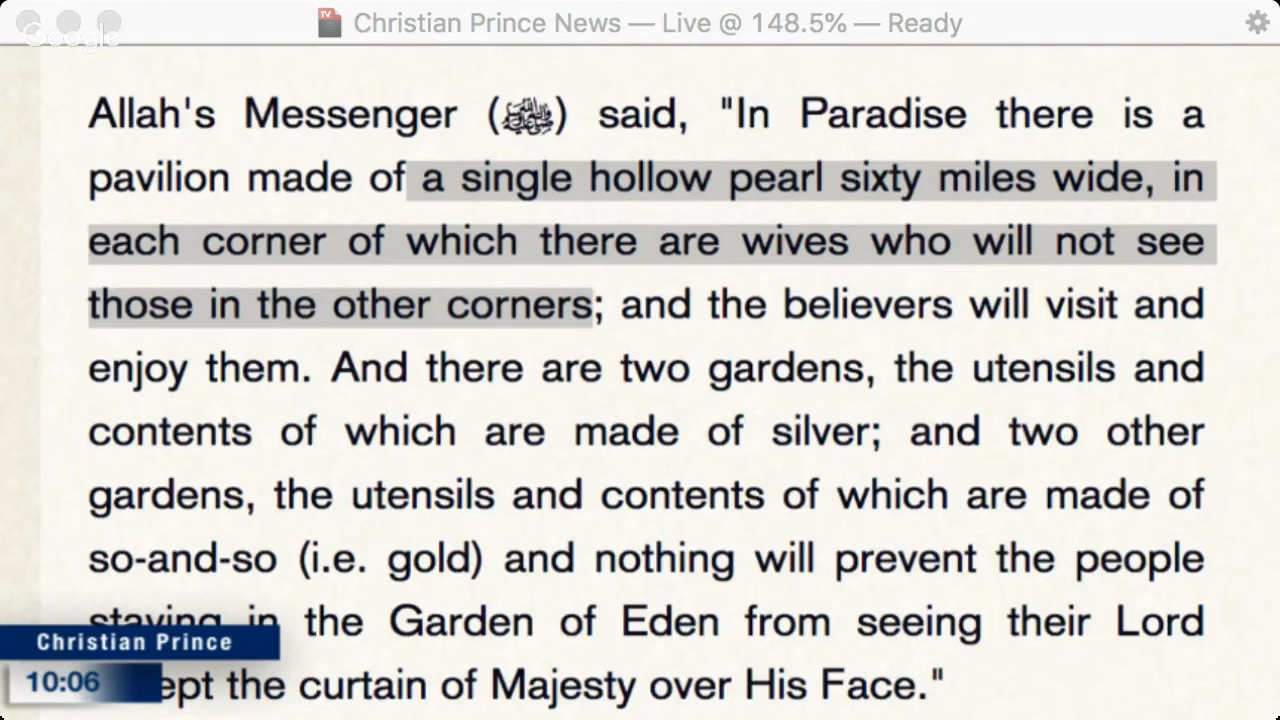 Christian Prince News — Live @ 148.5% — Ready
TV
Google
Allah's Messenger (ﷺ) said, "In Paradise there is a
pavilion made of a single hollow pearl sixty miles wide, in
each corner of which there are wives who will not see
those in the other corners; and the believers will visit and
enjoy them. And there are two gardens, the utensils and
contents of which are made of silver; and two other
gardens, the utensils and contents of which are made of
so-and-so (i.e. gold) and nothing will prevent the people
staying in the Garden of Eden from seeing their Lord
ept the curtain of Majesty over His Face."
Christian Prince
10:06